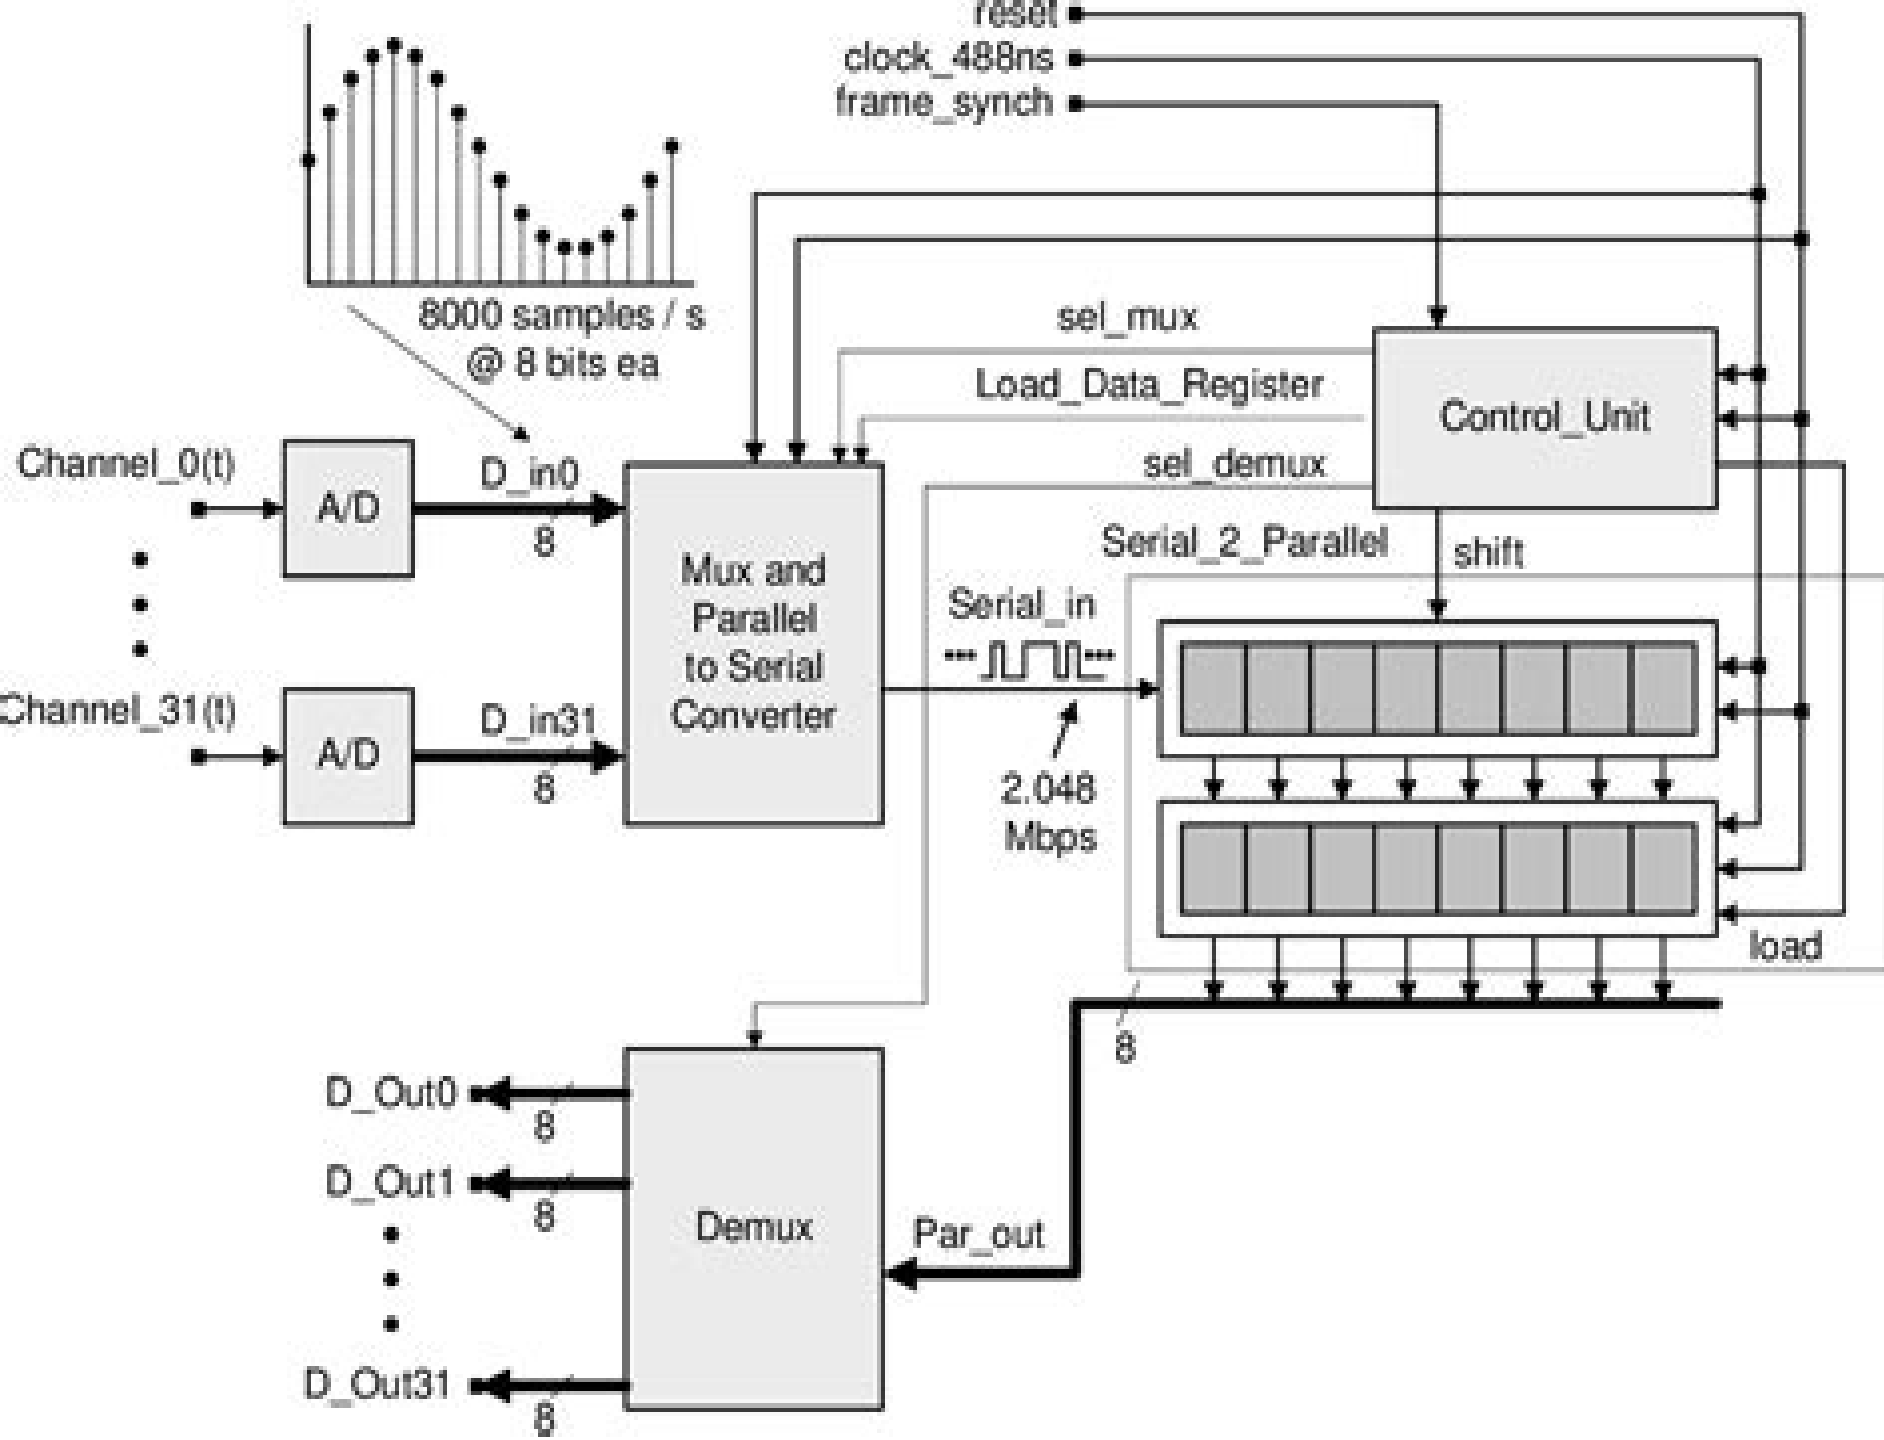 reset
clock_488ns
frame_synch
8000 samples / s
@ 8 bits ea
sel_mux
Load_Data_Register
Control_Unit
sel_demux
Channel_0(t)
A/D
D_in0
8
Serial_2_Parallel
shift
Mux and
Parallel
to Serial
Converter
Serial_in
Channel_31(t)
A/D
D_in31
8
2.048
Mbps
load
8
D_Out0
8
D_Out1
8
Demux
Par_out
D_Out31
8